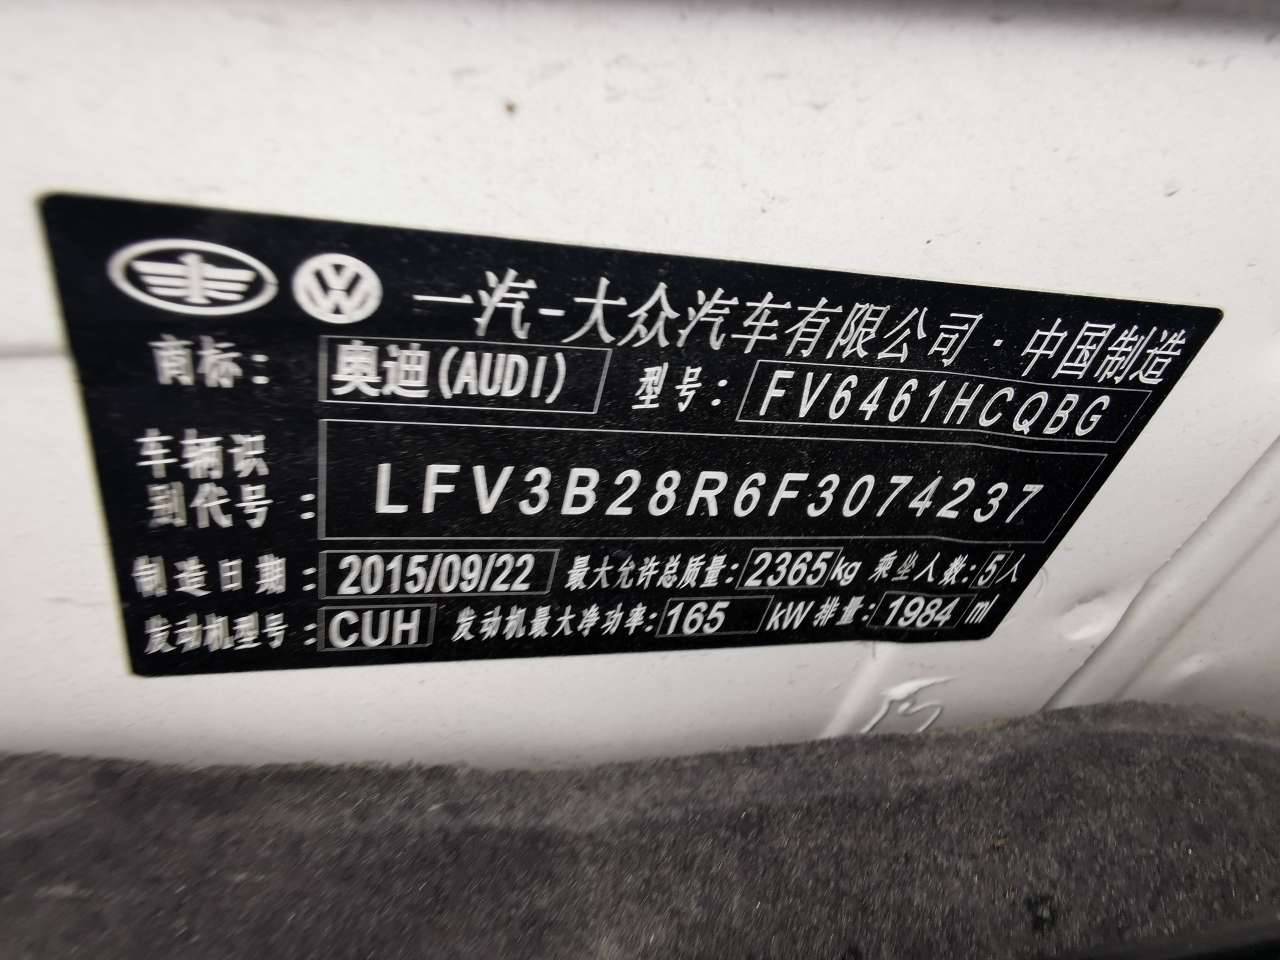 一汽-大众汽车有限公司·中国制造
商标: 奥迪(AUDI) 型号: FV6461HCQBG
车辆识别代号: LFV3B28R6F3074237
制造日期: 2015/09/22 最大允许总质量: 2365kg 乘坐人数: 5人
发动机型号: CUH 发动机最大净功率: 165 kW 排量: 1984 ml